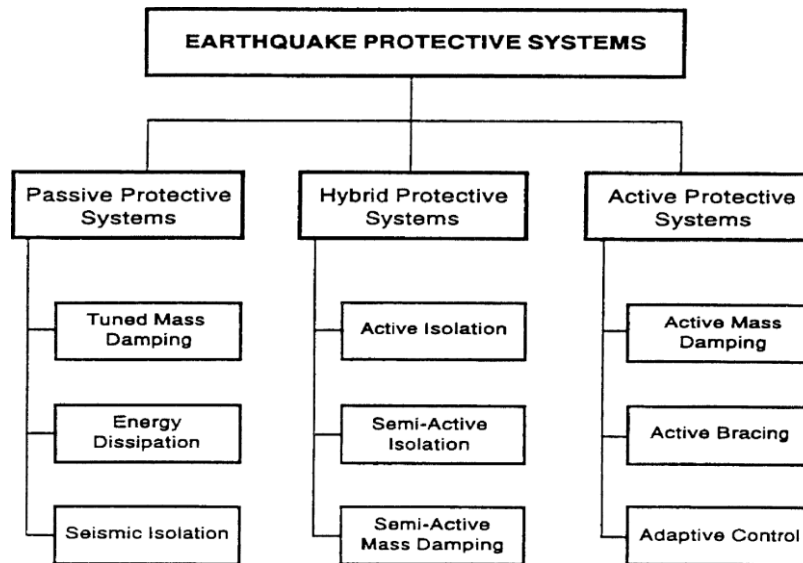 EARTHQUAKE PROTECTIVE SYSTEMS
Passive Protective
Systems
Hybrid Protective
Systems
Active Protective
Systems
Tuned Mass
Damping
Active Isolation
Active Mass
Damping
Energy
Dissipation
Semi-Active
Isolation
Active Bracing
Seismic Isolation
Semi-Active
Mass Damping
Adaptive Control